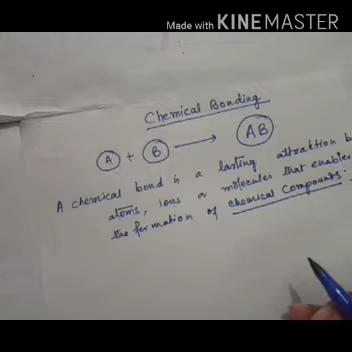 Made with KINEMASTER
Chemical Bonding
A + B → AB
A chemical bond is a lasting attraction b
atoms, ions or molecules that enables
the formation of chemical compounds: